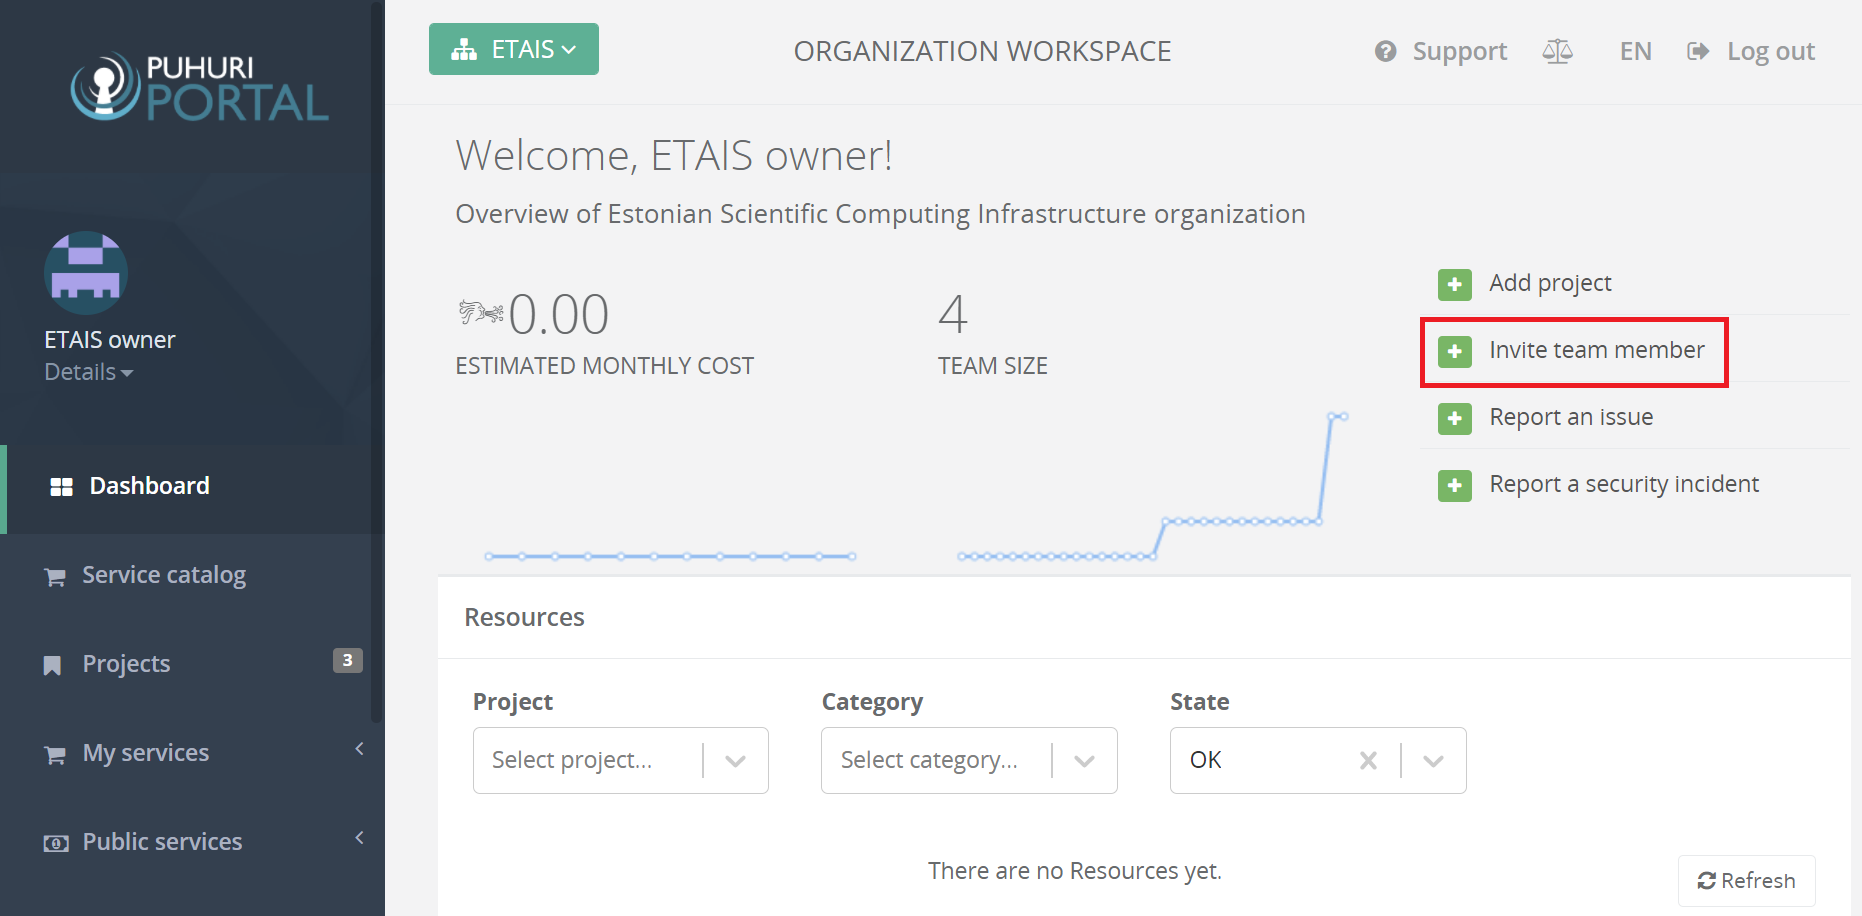 PUHURI
PORTAL
ETAIS
ORGANIZATION WORKSPACE
Support
EN
Log out
Welcome, ETAIS owner!
Overview of Estonian Scientific Computing Infrastructure organization
ETAIS owner
Details
0.00
ESTIMATED MONTHLY COST
4
TEAM SIZE
Add project
Invite team member
Report an issue
Report a security incident
Dashboard
Service catalog
Projects 3
My services
Public services
Resources
Project
Category
State
Select project...
Select category...
OK
There are no Resources yet.
Refresh